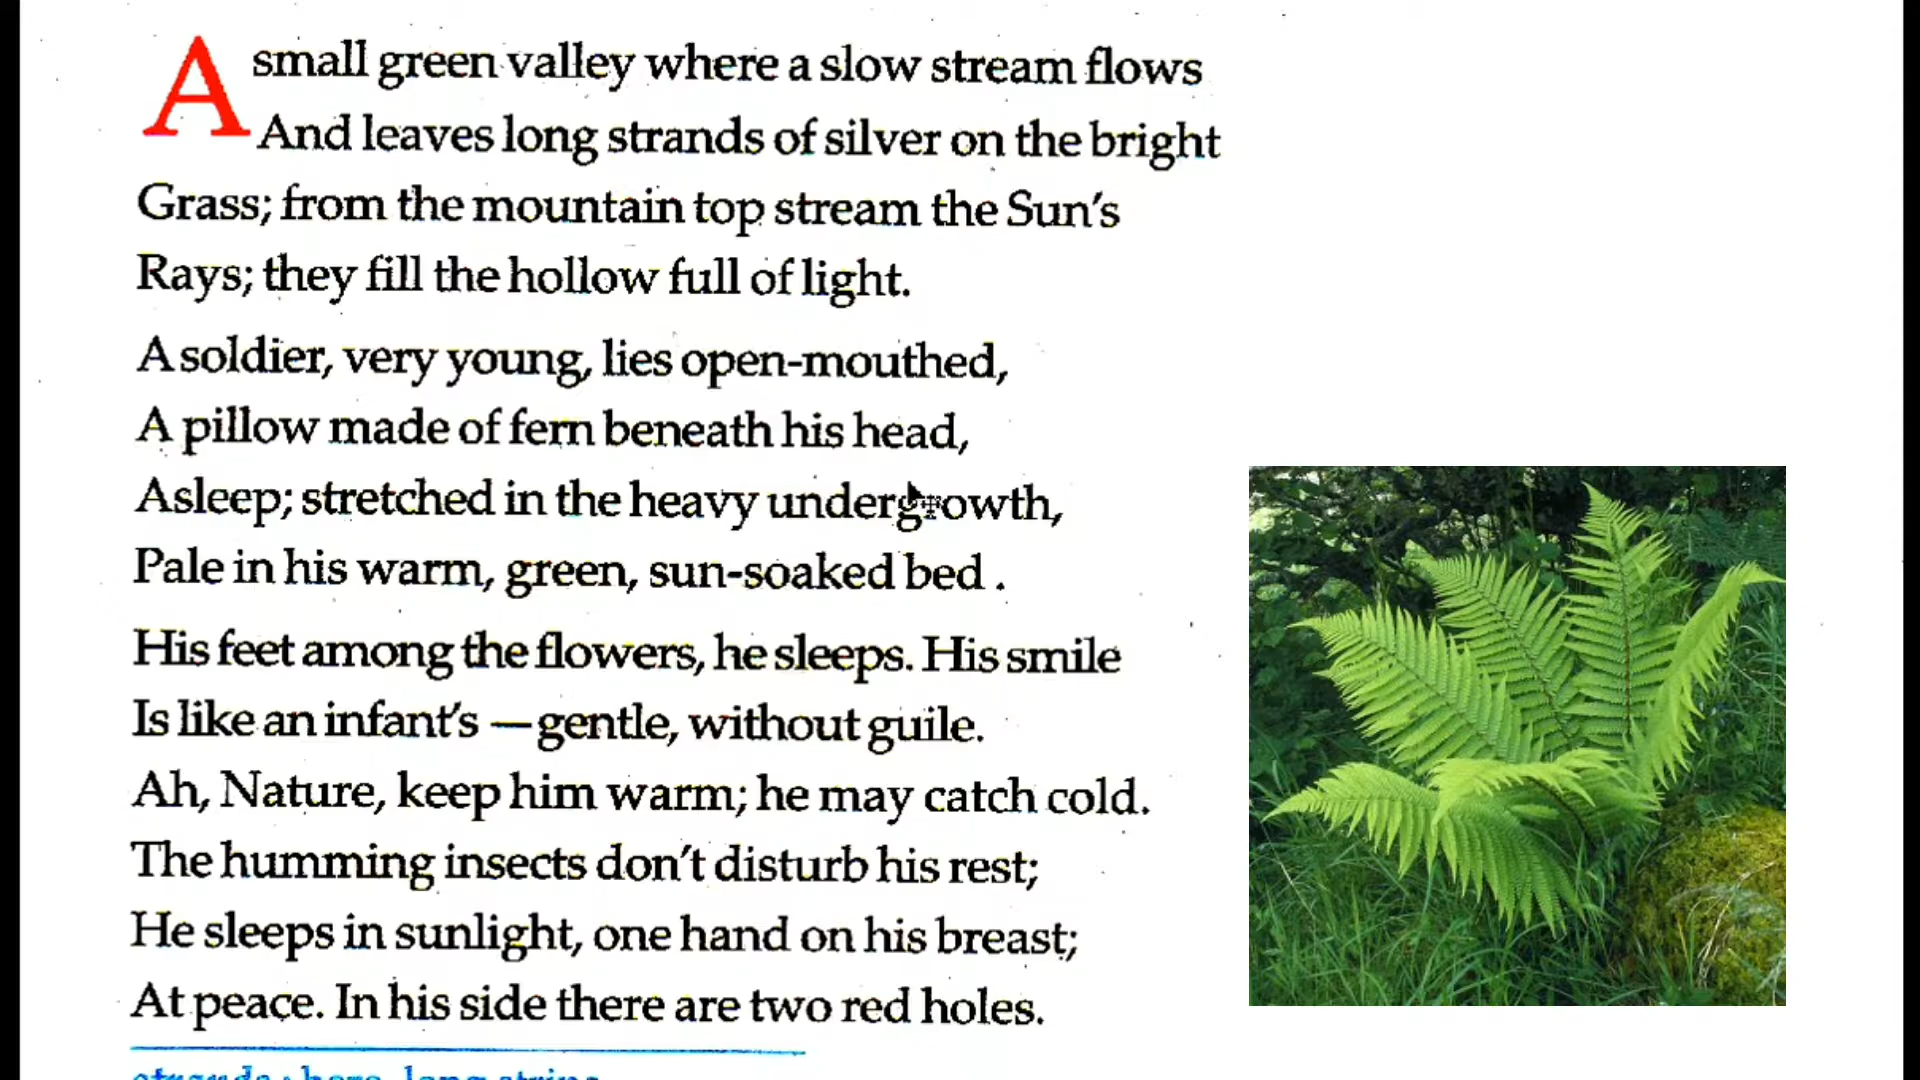 A small green valley where a slow stream flows
And leaves long strands of silver on the bright
Grass; from the mountain top stream the Sun's
Rays; they fill the hollow full of light.
A soldier, very young, lies open-mouthed,
A pillow made of fern beneath his head,
Asleep; stretched in the heavy undergrowth,
Pale in his warm, green, sun-soaked bed.
His feet among the flowers, he sleeps. His smile
Is like an infant's — gentle, without guile.
Ah, Nature, keep him warm; he may catch cold.
The humming insects don't disturb his rest;
He sleeps in sunlight, one hand on his breast;
At peace. In his side there are two red holes.
strands : here, long string